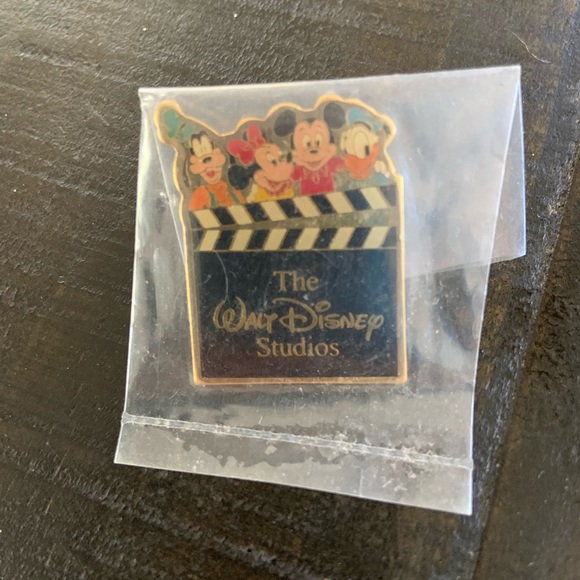 The
Walt Disney
Studios